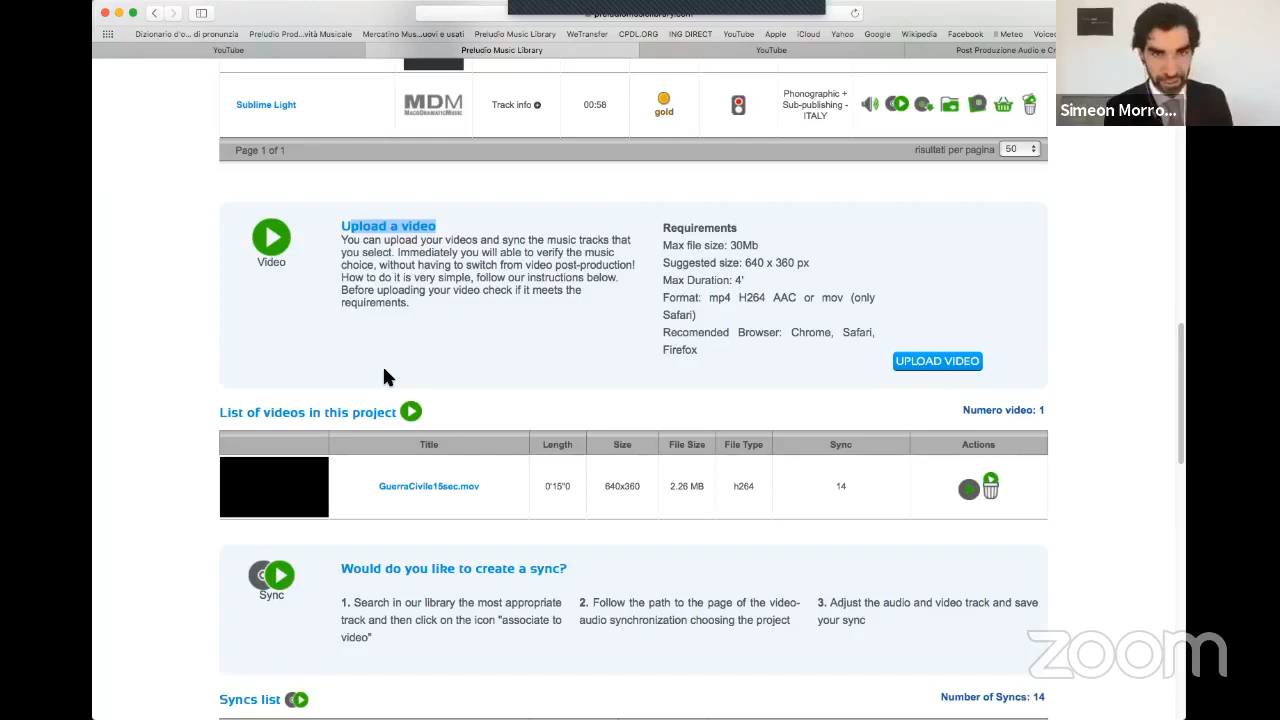 Dizionario d'o... di pronunzia Preludio Prod...vità Musicale Mercatino Mus...uovi e usati WeTransfer CPDL.ORG ING DIRECT Preludio Music Library YouTube Apple iCloud Yahoo Google Wikipedia Facebook Il Meteo
YouTube Preludio Music Library YouTube Post Produzione Audio e Cr
Simeon Morro...
Sublime Light
MDM
MACODRAMATICMUSIC
Track info
00:58
gold
Phonographic +
Sub-publishing -
ITALY
Page 1 of 1
risultati per pagina 50
Video
Upload a video
You can upload your videos and sync the music tracks that
you select. Immediately you will able to verify the music
choice, without having to switch from video post-production!
How to do it is very simple, follow our instructions below.
Before uploading your video check if it meets the
requirements.
Requirements
Max file size: 30Mb
Suggested size: 640 x 360 px
Max Duration: 4'
Format: mp4 H264 AAC or mov (only
Safari)
Recomended Browser: Chrome, Safari,
Firefox
UPLOAD VIDEO
List of videos in this project
Numero video: 1
Title Length Size File Size File Type Sync Actions
GuerraCivile15sec.mov 0'15"0 640x360 2.26 MB h264 14
Sync
Would do you like to create a sync?
1. Search in our library the most appropriate
track and then click on the icon "associate to
video"
2. Follow the path to the page of the video-
audio synchronization choosing the project
3. Adjust the audio and video track and save
your sync
zoom
Syncs list
Number of Syncs: 14